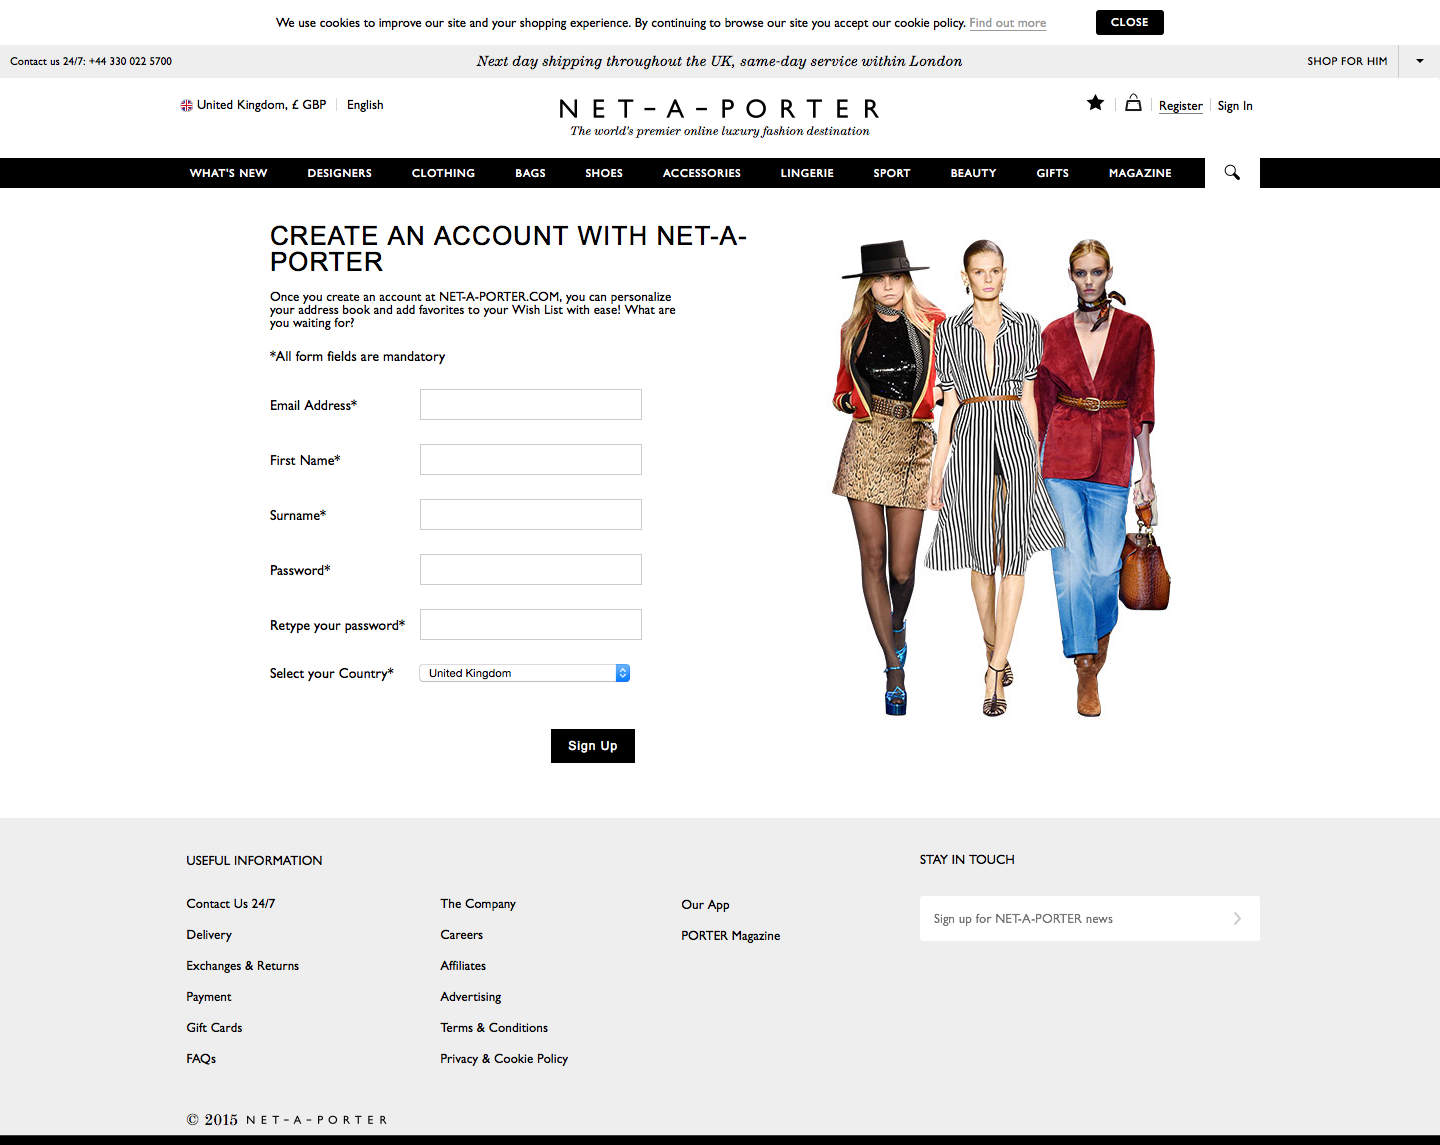 We use cookies to improve our site and your shopping experience. By continuing to browse our site you accept our cookie policy. Find out more
CLOSE
Contact us 24/7: +44 330 022 5700
Next day shipping throughout the UK, same-day service within London
SHOP FOR HIM
United Kingdom, £ GBP
English
NET-A-PORTER
The world's premier online luxury fashion destination
Register
Sign In
WHAT'S NEW
DESIGNERS
CLOTHING
BAGS
SHOES
ACCESSORIES
LINGERIE
SPORT
BEAUTY
GIFTS
MAGAZINE
CREATE AN ACCOUNT WITH NET-A-
PORTER
Once you create an account at NET-A-PORTER.COM, you can personalize
your address book and add favorites to your Wish List with ease! What are
you waiting for?
*All form fields are mandatory
Email Address*
First Name*
Surname*
Password*
Retype your password*
Select your Country*
United Kingdom
Sign Up
USEFUL INFORMATION
Contact Us 24/7
Delivery
Exchanges & Returns
Payment
Gift Cards
FAQs
The Company
Careers
Affiliates
Advertising
Terms & Conditions
Privacy & Cookie Policy
Our App
PORTER Magazine
STAY IN TOUCH
Sign up for NET-A-PORTER news
© 2015 NET-A-PORTER